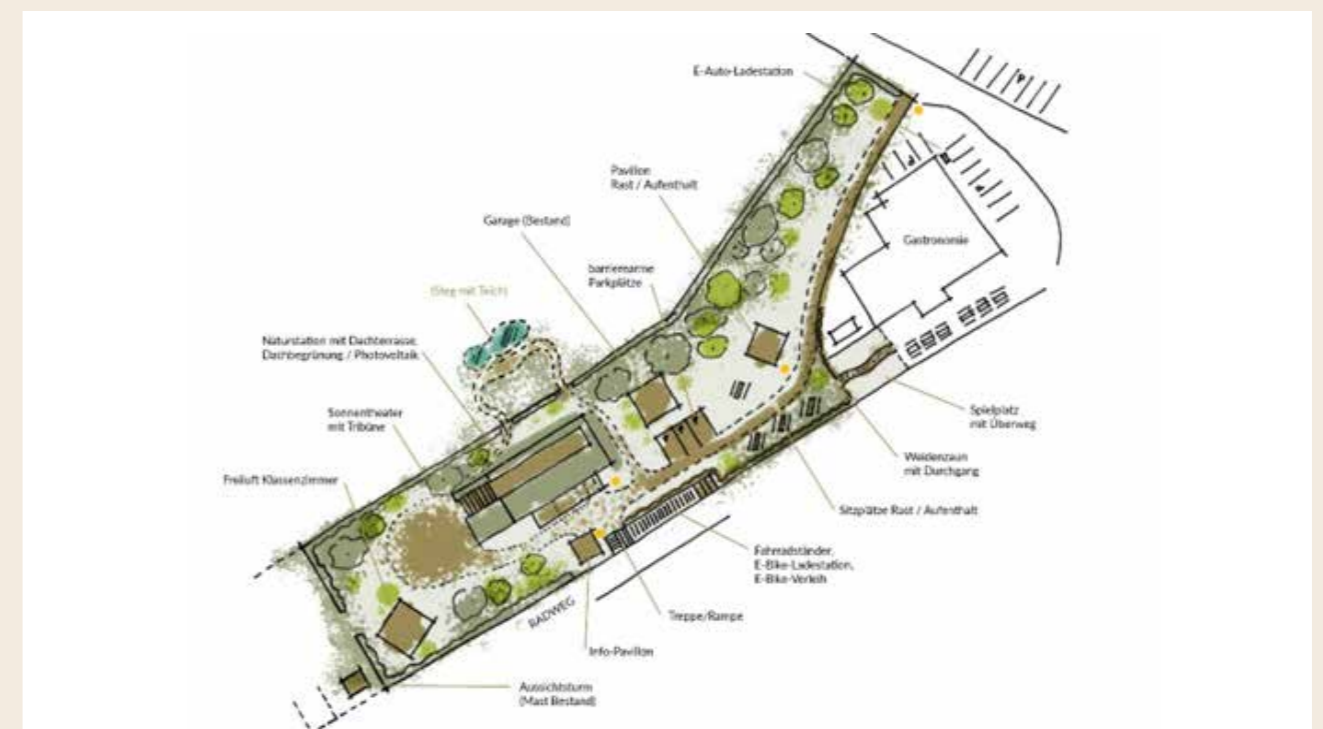 E-Auto-Ladestation
Pavillon
Rast / Aufenthalt
Garage (Bestand)
Gastronomie
barrierearme
Parkplätze
(Steg mit Teich)
Naturstation mit Dachterrasse,
Dachbegrünung / Photovoltaik
Sonnentheater
mit Tribüne
Spielplatz
mit Überweg
Weidenzaun
mit Durchgang
Freiluft Klassenzimmer
Sitzplätze Rast / Aufenthalt
Fahrradständer,
E-Bike-Ladestation,
E-Bike-Verleih
RADWEG
Treppe/Rampe
Info-Pavillon
Aussichtsturm
(Mast Bestand)